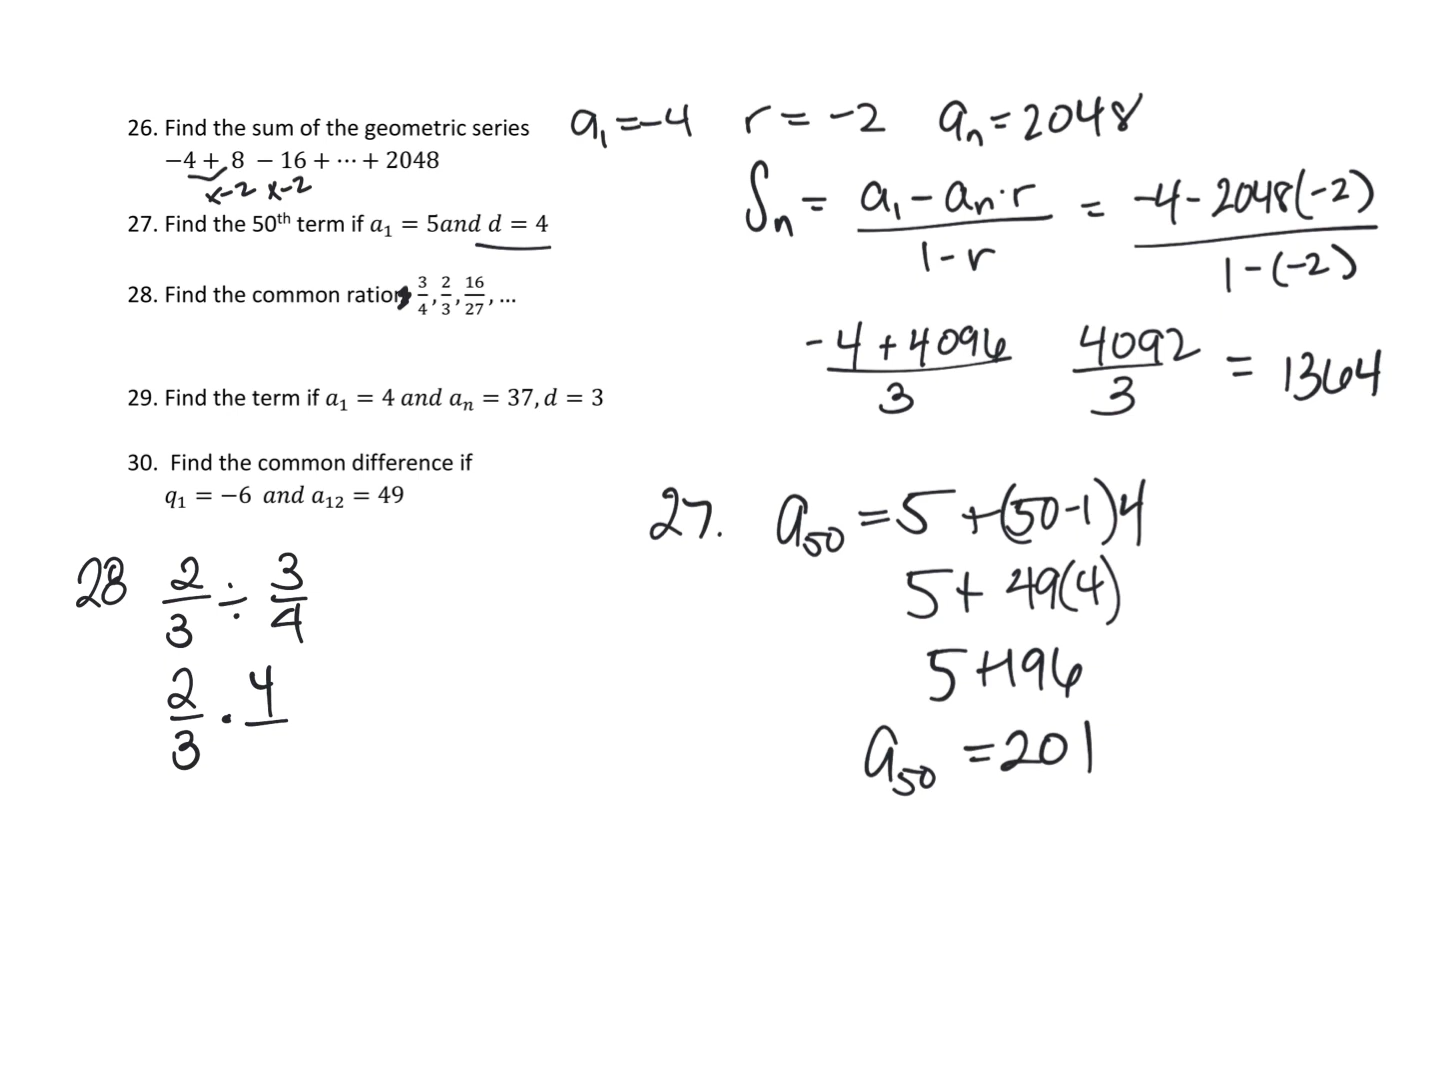 26. Find the sum of the geometric series
−4 + 8 − 16 + ⋯ + 2048
x-2 x-2
27. Find the 50th term if a₁ = 5and d = 4
28. Find the common ratio 3/4, 2/3, 16/27, ...
29. Find the term if a₁ = 4 and aₙ = 37, d = 3
30. Find the common difference if
q₁ = −6 and a₁₂ = 49
a₁ = -4 r = -2 aₙ = 2048
Sₙ = (a₁ - aₙ·r)/(1 - r) = (-4 - 2048(-2))/(1 - (-2))
(-4 + 4096)/3 4092/3 = 1364
27. a₅₀ = 5 + (50-1)4
5 + 49(4)
5+196
a₅₀ = 201
28 2/3 ÷ 3/4
2/3 · 4